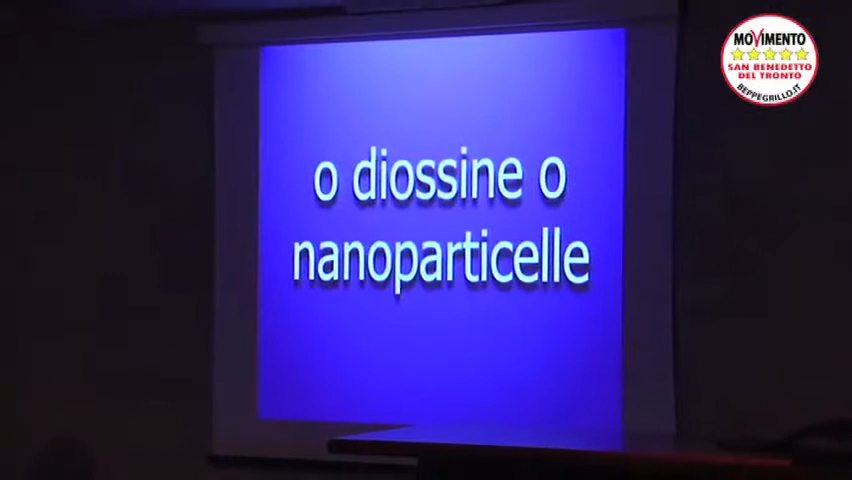 MOVIMENTO
SAN BENEDETTO
DEL TRONTO
BEPPEGRILLO.IT
o diossine o
nanoparticelle